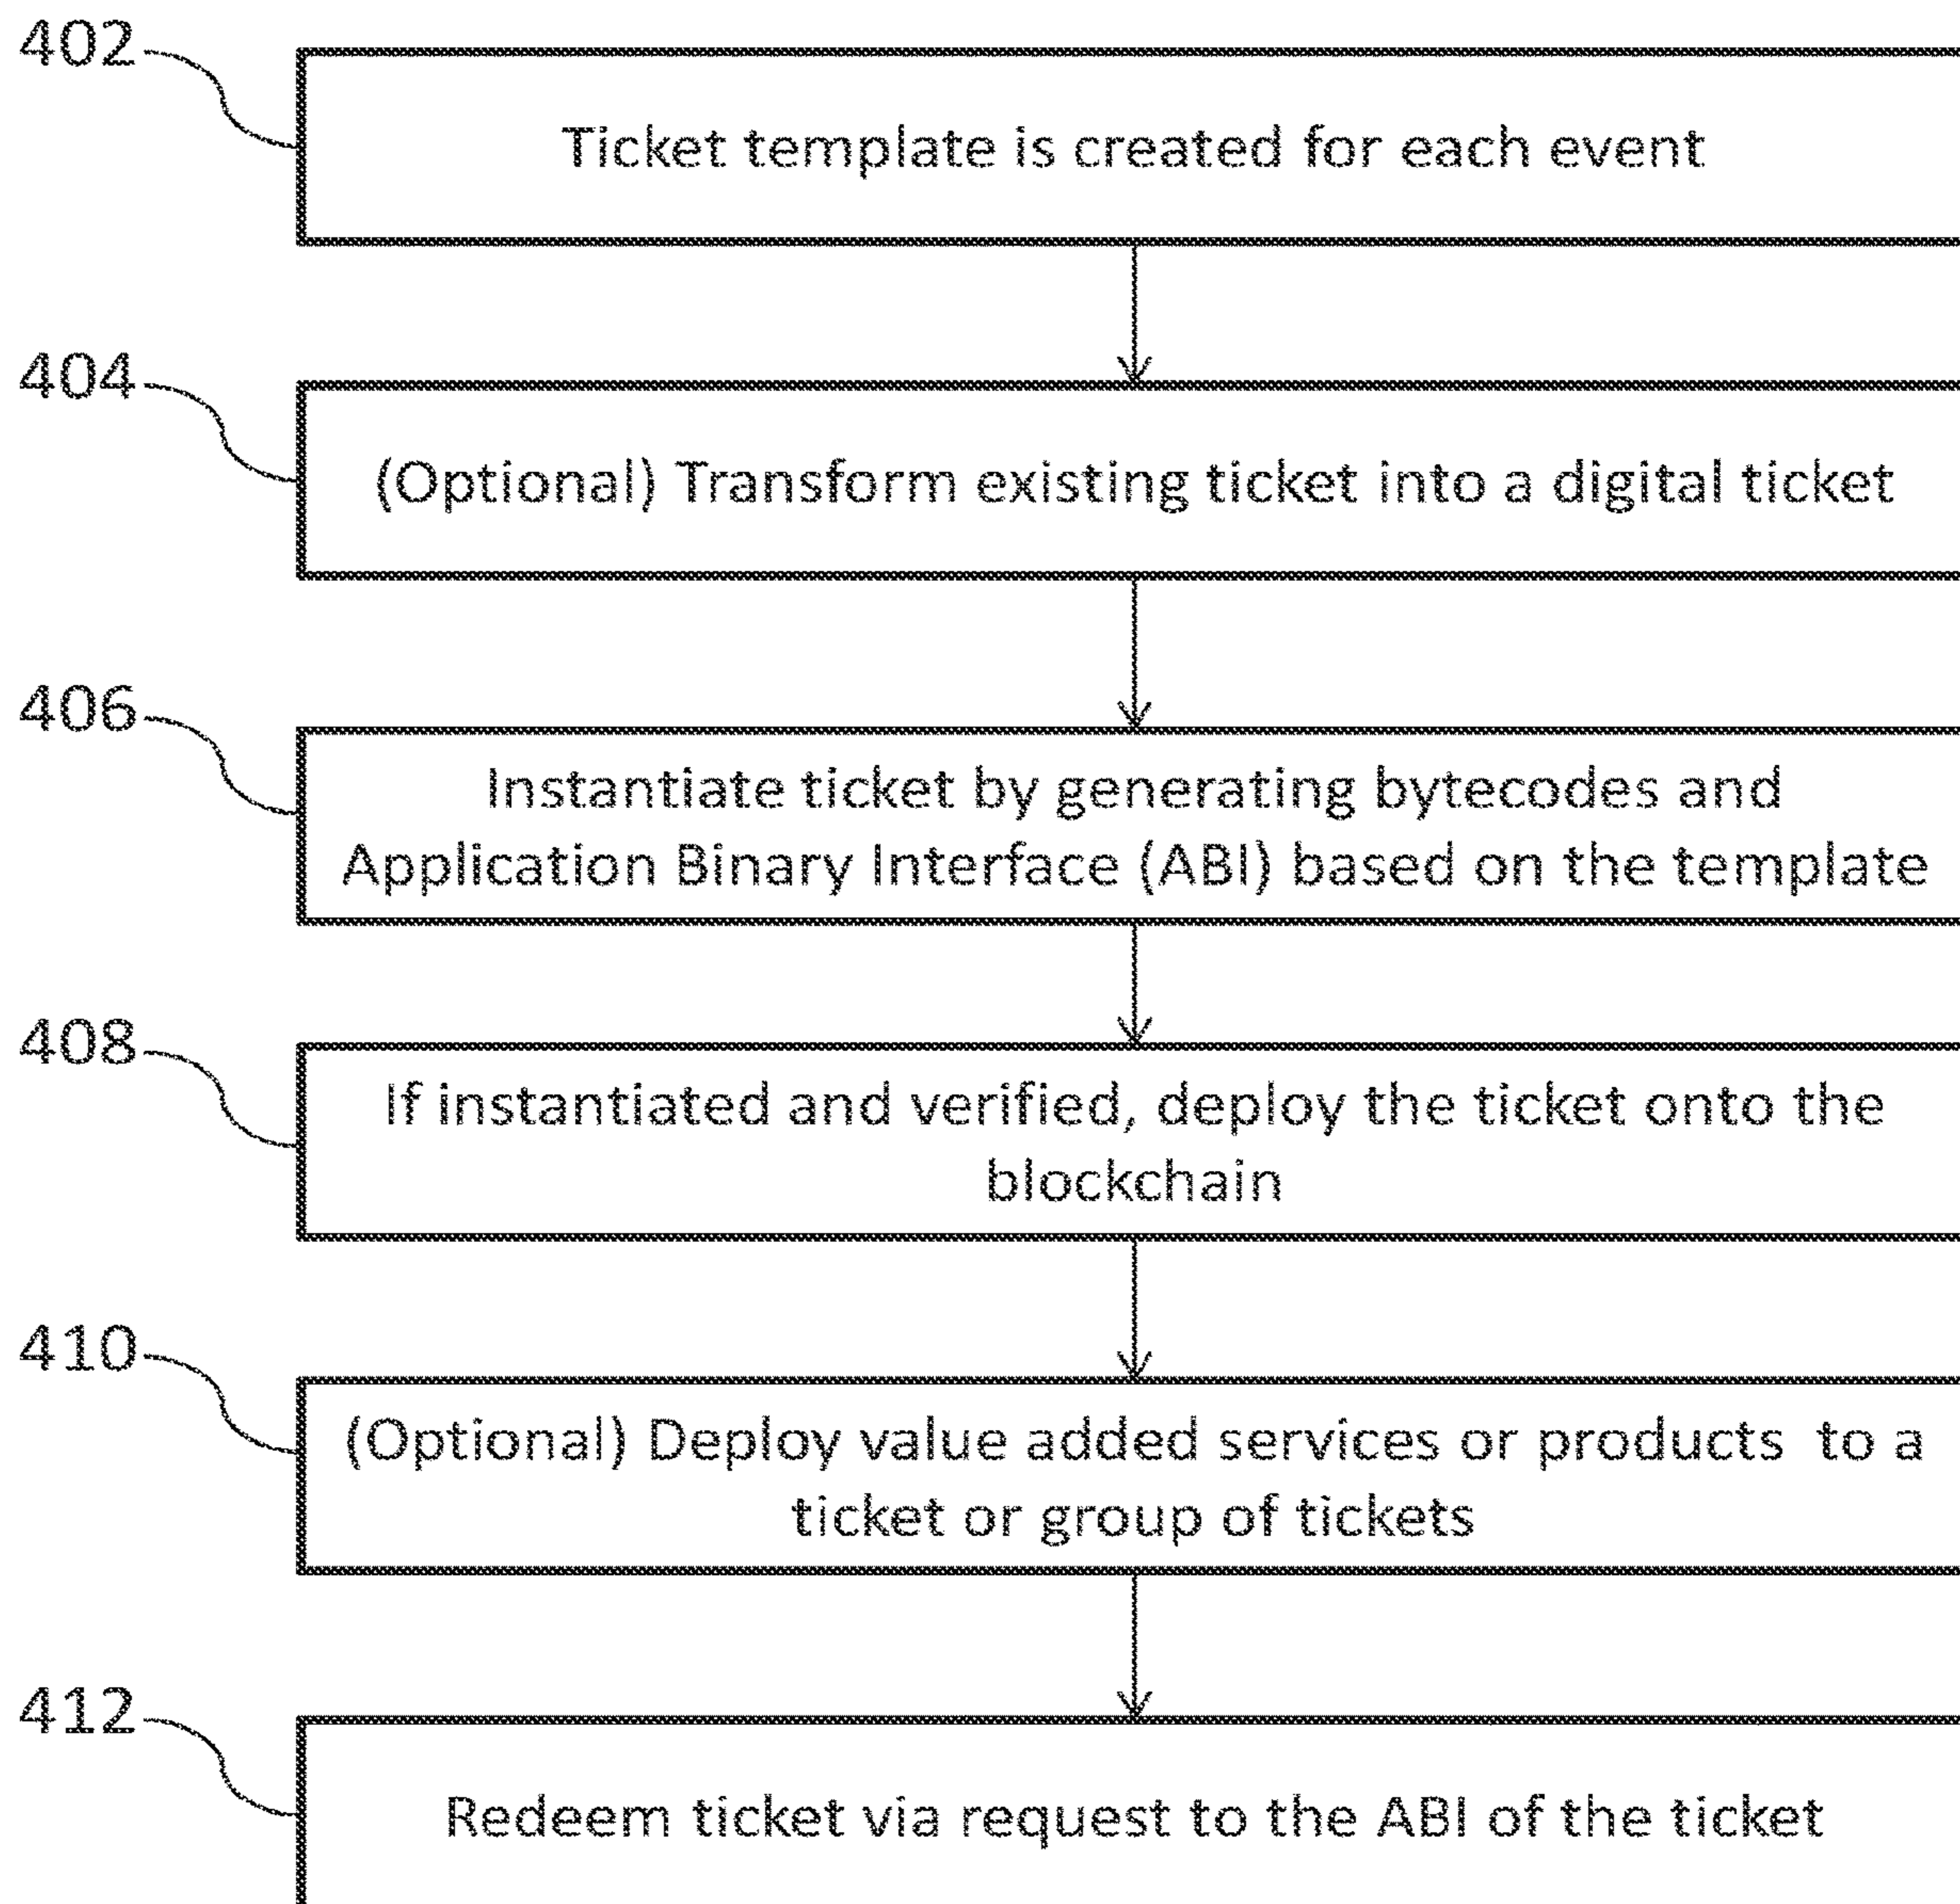 402
Ticket template is created for each event
404
(Optional) Transform existing ticket into a digital ticket
406
Instantiate ticket by generating bytecodes and
Application Binary Interface (ABI) based on the template
408
If instantiated and verified, deploy the ticket onto the
blockchain
410
(Optional) Deploy value added services or products  to a
ticket or group of tickets
412
Redeem ticket via request to the ABI of the ticket